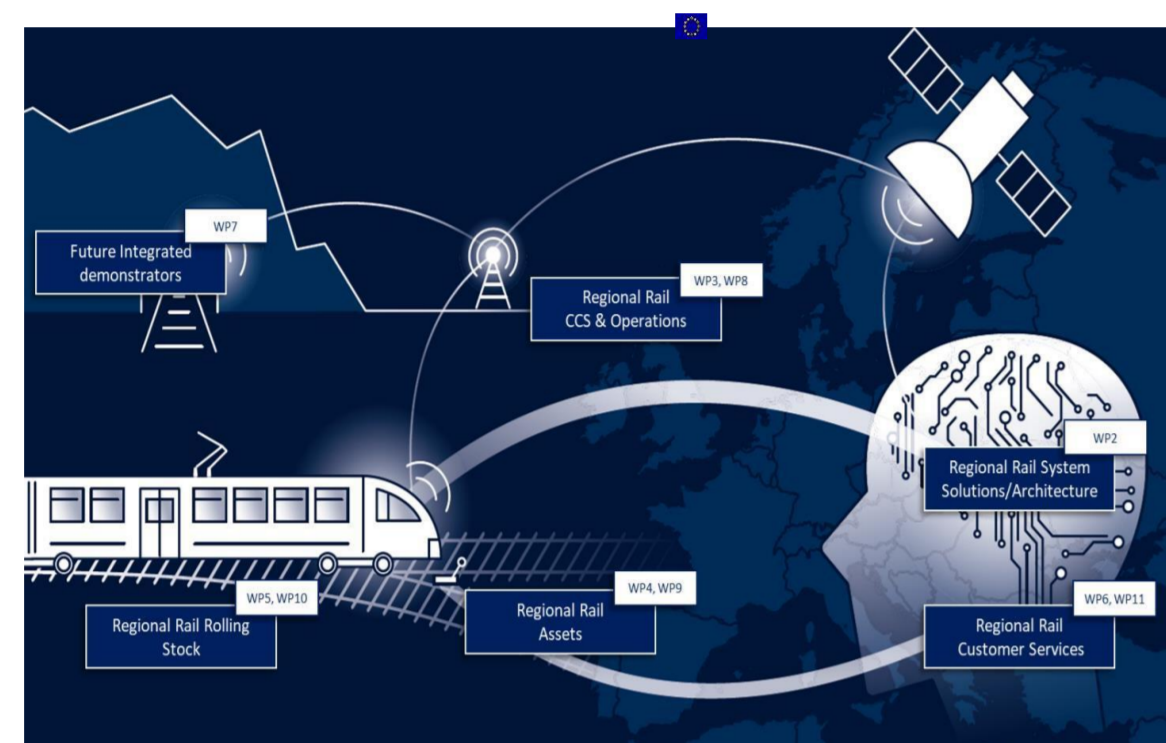 WP7
Future Integrated
demonstrators
WP3, WP8
Regional Rail
CCS & Operations
WP2
Regional Rail System
Solutions/Architecture
WP5, WP10
Regional Rail Rolling
Stock
WP4, WP9
Regional Rail
Assets
WP6, WP11
Regional Rail
Customer Services